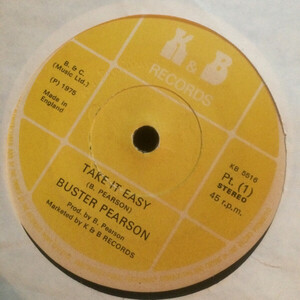 K & B
RECORDS
B. & C.
(Music Ltd.)
(P) 1975
Made in
England
KB 5516
Pt. (1)
STEREO
45 r.p.m.
TAKE IT EASY
(B. PEARSON)
BUSTER PEARSON
Prod. by B. Pearson
Marketed by
K & B RECORDS